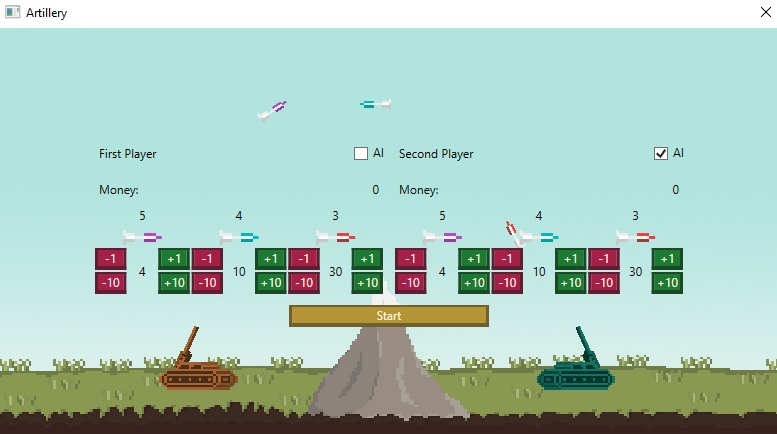 Artillery
First Player AI Second Player AI
Money: 0 Money: 0
5 4 3 5 4 3
-1 +1 -1 +1 -1 +1 -1 +1 -1 +1 -1 +1
4 10 30 4 10 30
-10 +10 -10 +10 -10 +10 -10 +10 -10 +10 -10 +10
Start